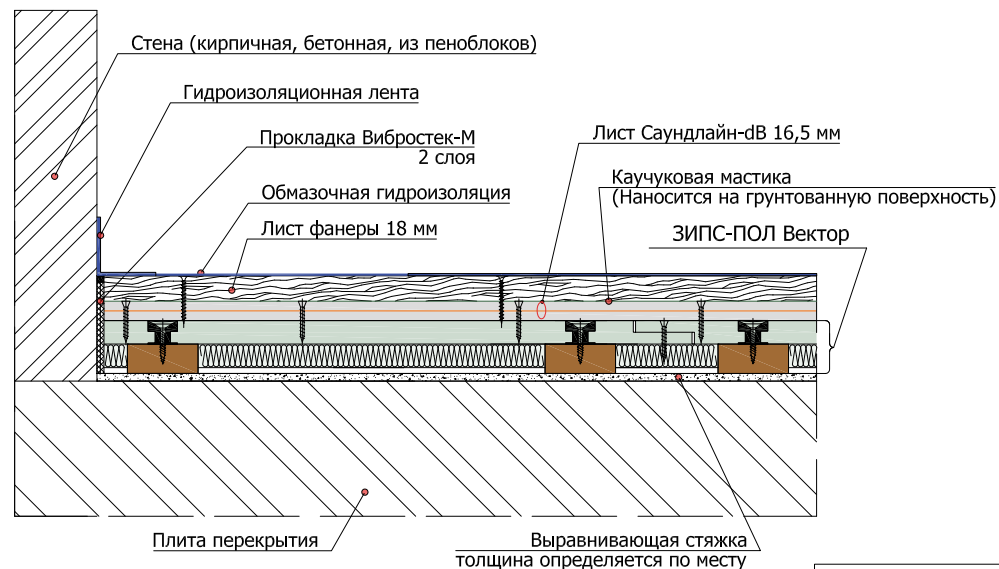 Стена (кирпичная, бетонная, из пеноблоков)
Гидроизоляционная лента
Прокладка Вибростек-М
2 слоя
Обмазочная гидроизоляция
Лист фанеры 18 мм
Лист Саундлайн-dB 16,5 мм
Каучуковая мастика
(Наносится на грунтованную поверхность)
ЗИПС-ПОЛ Вектор
Плита перекрытия
Выравнивающая стяжка
толщина определяется по месту